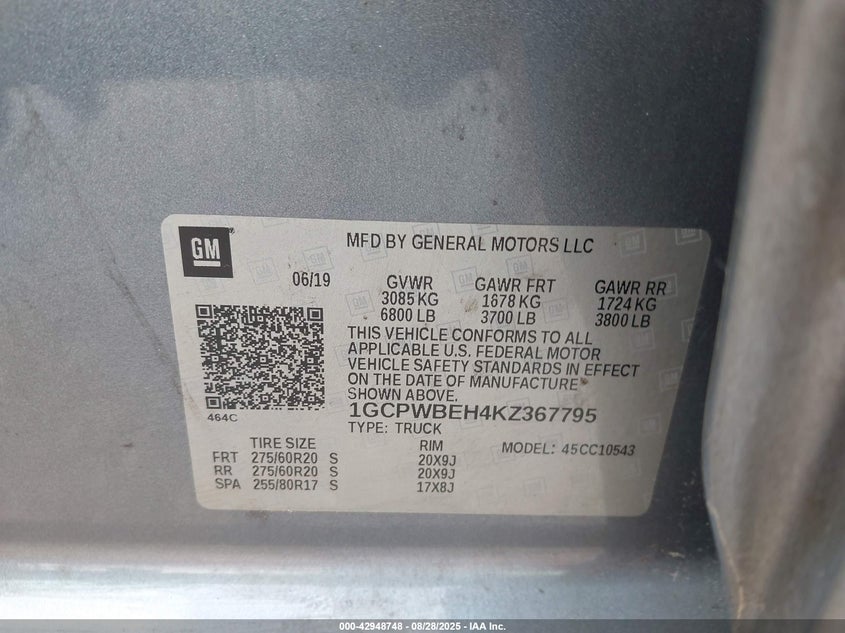 GM
MFD BY GENERAL MOTORS LLC
06/19 GVWR GAWR FRT GAWR RR
3085 KG 1678 KG 1724 KG
6800 LB 3700 LB 3800 LB
THIS VEHICLE CONFORMS TO ALL
APPLICABLE U.S. FEDERAL MOTOR
VEHICLE SAFETY STANDARDS IN EFFECT
ON THE DATE OF MANUFACTURE
SHOWN ABOVE.
464C
1GCPWBEH4KZ367795
TYPE: TRUCK
TIRE SIZE RIM MODEL: 45CC10543
FRT 275/60R20 S 20X9J
RR 275/60R20 S 20X9J
SPA 255/80R17 S 17X8J
000-42948748 - 08/28/2025 - IAA Inc.